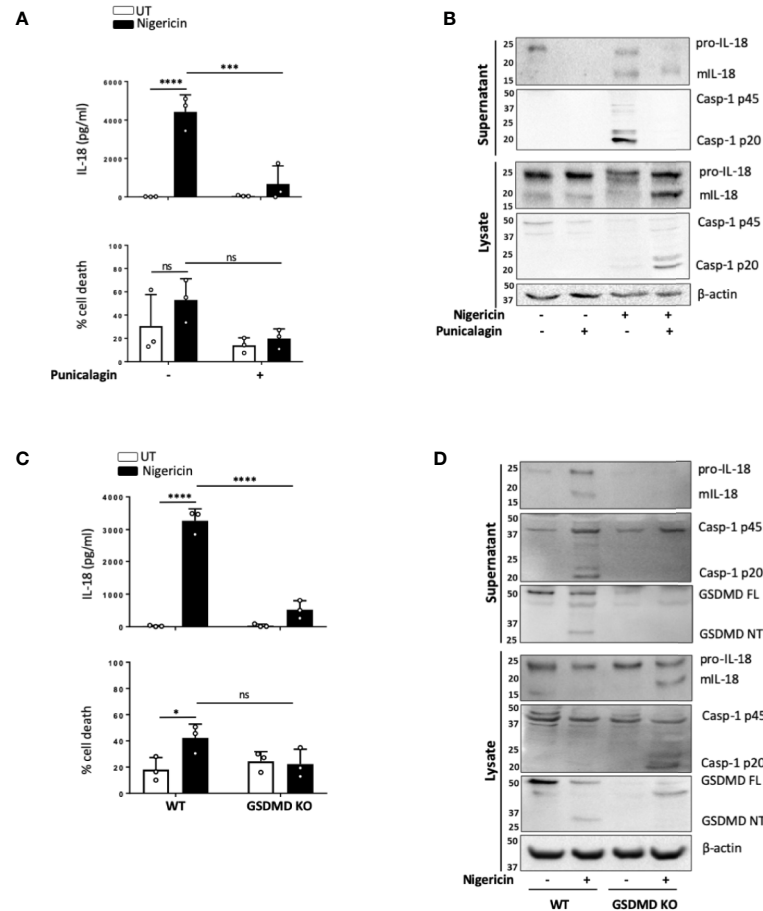 A
UT
Nigericin
IL-18 (pg/ml)
6000
4000
2000
0
****
***
% cell death
100
80
60
40
20
0
ns
ns
Punicalagin - +
B
Supernatant
25
20
15
pro-IL-18
mIL-18
50
37
25
20
Casp-1 p45
Casp-1 p20
Lysate
25
20
15
pro-IL-18
mIL-18
50
37
25
20
Casp-1 p45
Casp-1 p20
50
37
β-actin
Nigericin - - + +
Punicalagin - + - +
C
UT
Nigericin
IL-18 (pg/ml)
4000
3000
2000
1000
0
****
****
% cell death
100
80
60
40
20
0
*
ns
WT GSDMD KO
D
Supernatant
25
20
15
pro-IL-18
mIL-18
50
37
25
20
Casp-1 p45
Casp-1 p20
50
37
25
GSDMD FL
GSDMD NT
Lysate
25
20
15
pro-IL-18
mIL-18
50
37
25
20
Casp-1 p45
Casp-1 p20
50
37
25
GSDMD FL
GSDMD NT
50
37
β-actin
Nigericin - + - +
WT GSDMD KO